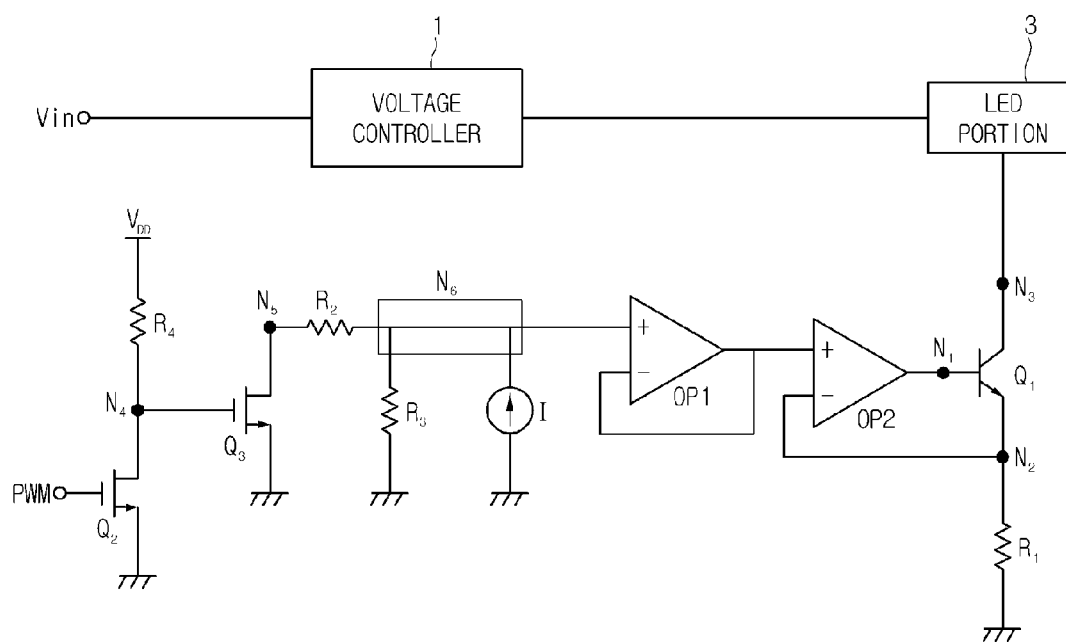 1
3
Vin
VOLTAGE
CONTROLLER
LED
PORTION
V_DD
R₄
N₄
PWM
Q₂
Q₃
N₅
R₂
N₆
R₃
I
+
−
OP1
+
−
OP2
N₁
N₃
Q₁
N₂
R₁